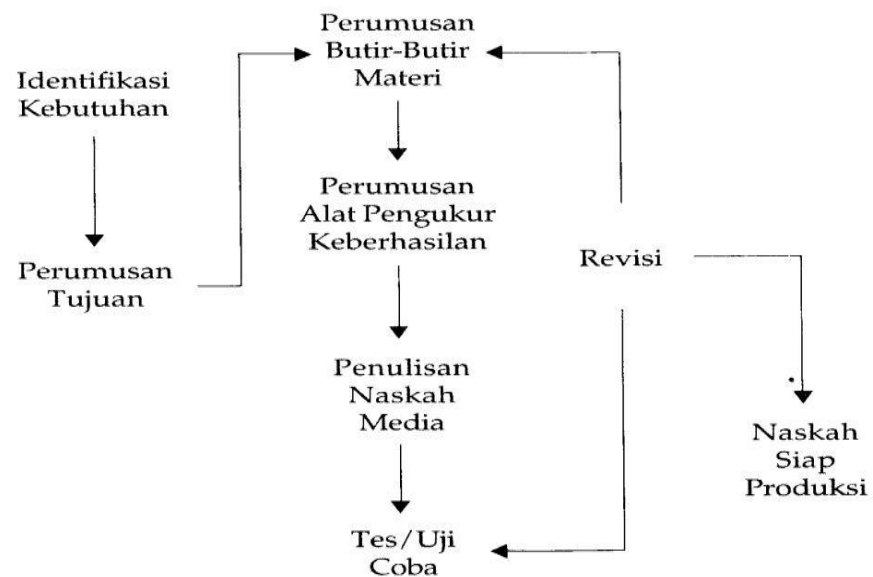 Identifikasi
Kebutuhan
Perumusan
Tujuan
Perumusan
Butir-Butir
Materi
Perumusan
Alat Pengukur
Keberhasilan
Penulisan
Naskah
Media
Tes/Uji
Coba
Revisi
Naskah
Siap
Produksi